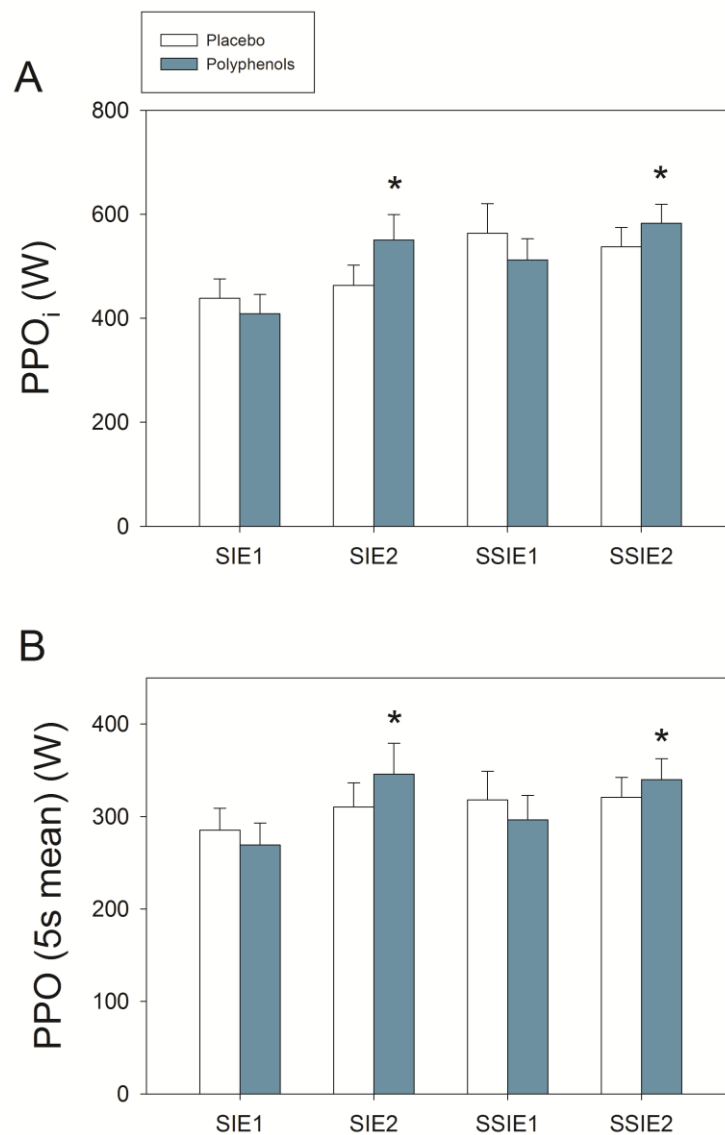 Placebo
Polyphenols
A
800
600
400
200
0
PPOi (W)
* *
SIE1 SIE2 SSIE1 SSIE2
B
400
300
200
100
0
PPO (5s mean) (W)
* *
SIE1 SIE2 SSIE1 SSIE2